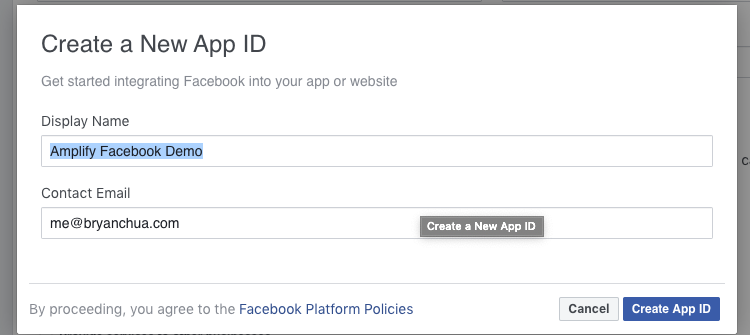 Create a New App ID
Get started integrating Facebook into your app or website
Display Name
Amplify Facebook Demo
Contact Email
me@bryanchua.com
Create a New App ID
By proceeding, you agree to the Facebook Platform Policies
Cancel
Create App ID